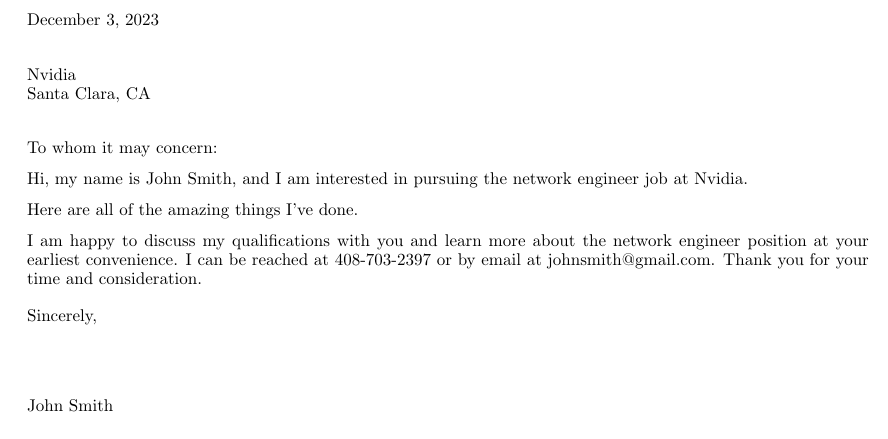 December 3, 2023
Nvidia
Santa Clara, CA
To whom it may concern:
Hi, my name is John Smith, and I am interested in pursuing the network engineer job at Nvidia.
Here are all of the amazing things I've done.
I am happy to discuss my qualifications with you and learn more about the network engineer position at your
earliest convenience. I can be reached at 408-703-2397 or by email at johnsmith@gmail.com. Thank you for your
time and consideration.
Sincerely,
John Smith